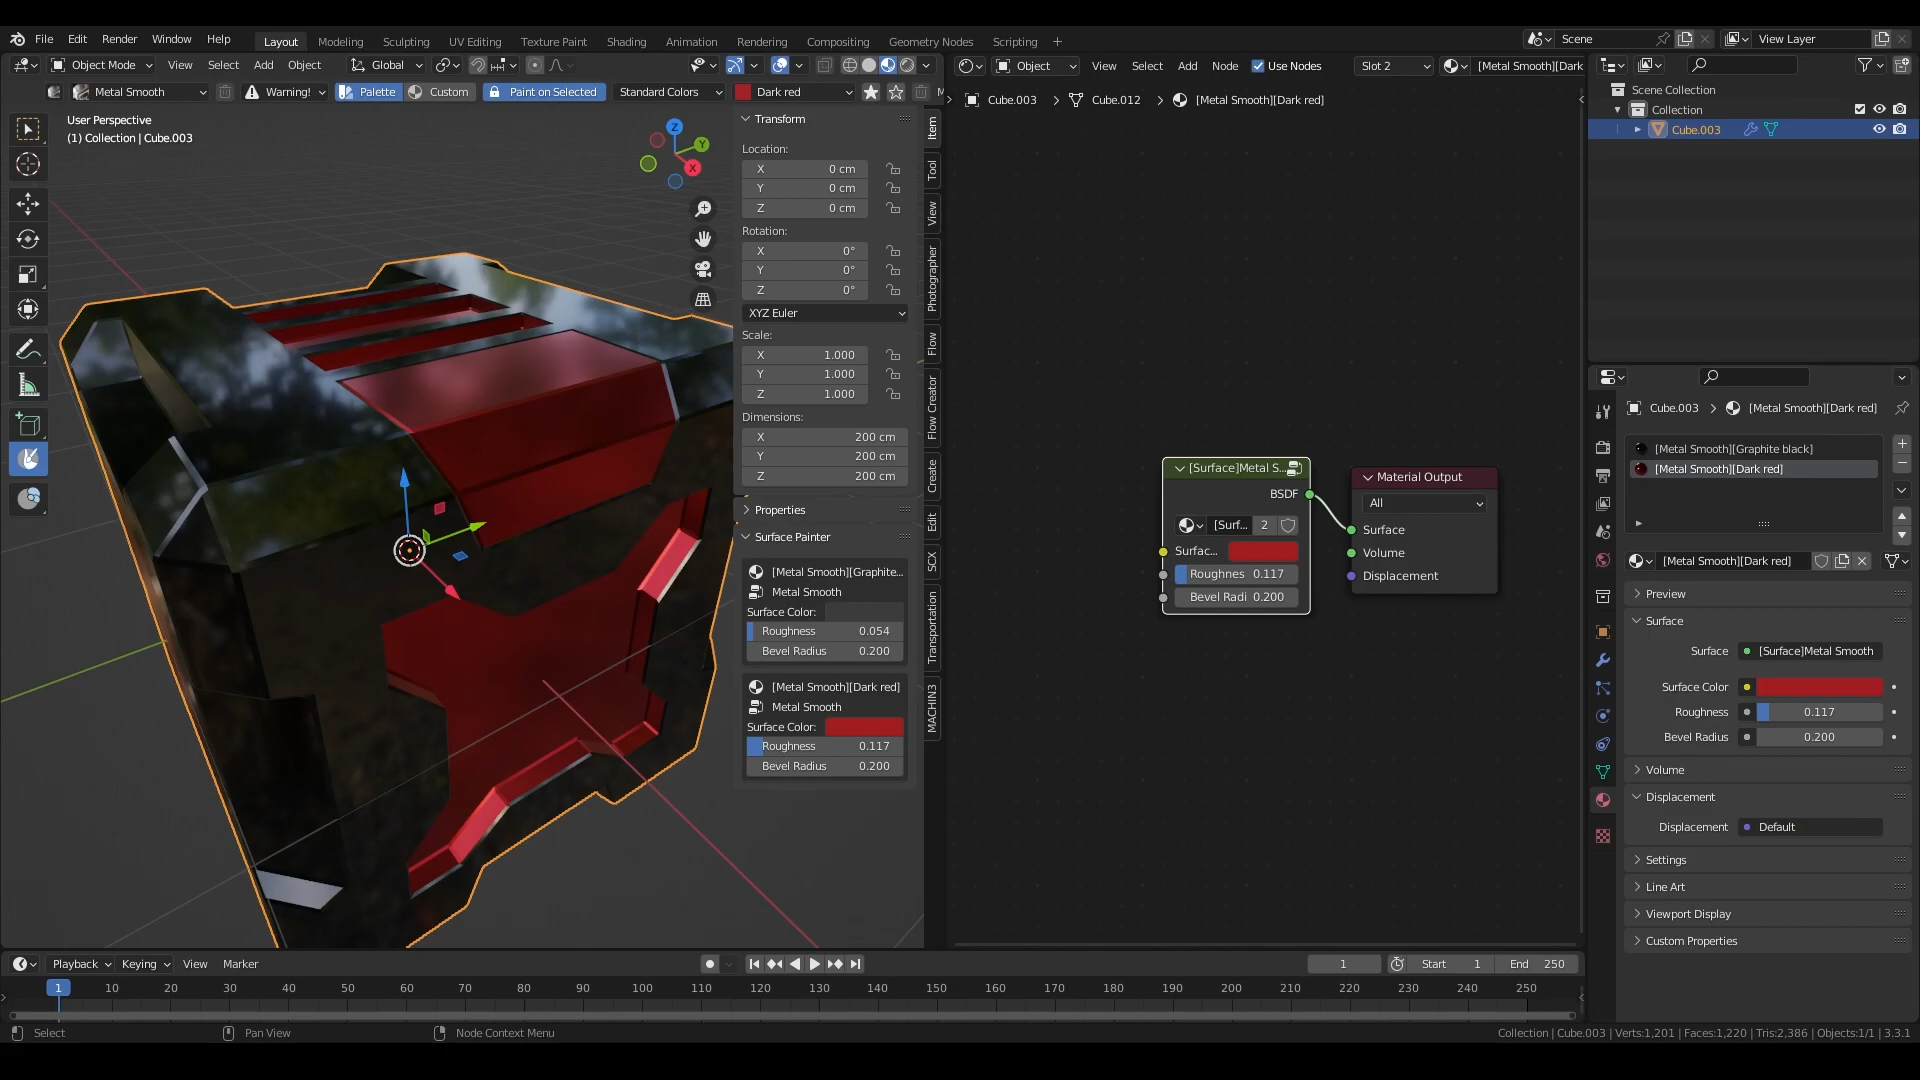 File Edit Render Window Help
Layout Modeling Sculpting UV Editing Texture Paint Shading Animation Rendering Compositing Geometry Nodes Scripting +
Scene
View Layer
Object Mode View Select Add Object Global
Metal Smooth Warning! Palette Custom Paint on Selected Standard Colors Dark red M
User Perspective
(1) Collection | Cube.003
Z
Y
X
Transform
Location:
X 0 cm
Y 0 cm
Z 0 cm
Rotation:
X 0°
Y 0°
Z 0°
XYZ Euler
Scale:
X 1.000
Y 1.000
Z 1.000
Dimensions:
X 200 cm
Y 200 cm
Z 200 cm
Properties
Surface Painter
[Metal Smooth][Graphite...
Metal Smooth
Surface Color:
Roughness 0.054
Bevel Radius 0.200
[Metal Smooth][Dark red]
Metal Smooth
Surface Color:
Roughness 0.117
Bevel Radius 0.200
Item
Tool
View
Photographer
Flow
Flow Creator
Create
Edit
SCX
Transportation
MACHIN3
Object View Select Add Node Use Nodes Slot 2 [Metal Smooth][Dark
Cube.003 > Cube.012 > [Metal Smooth][Dark red]
[Surface]Metal S...
BSDF
[Surf... 2
Surfac...
Roughnes 0.117
Bevel Radi 0.200
Material Output
All
Surface
Volume
Displacement
Scene Collection
Collection
Cube.003
Cube.003 > [Metal Smooth][Dark red]
[Metal Smooth][Graphite black]
[Metal Smooth][Dark red]
[Metal Smooth][Dark red]
Preview
Surface
Surface [Surface]Metal Smooth
Surface Color
Roughness 0.117
Bevel Radius 0.200
Volume
Displacement
Displacement Default
Settings
Line Art
Viewport Display
Custom Properties
Playback Keying View Marker
1 Start 1 End 250
1 10 20 30 40 50 60 70 80 90 100 110 120 130 140 150 160 170 180 190 200 210 220 230 240 250
Select Pan View Node Context Menu
Collection | Cube.003 | Verts:1,201 | Faces:1,220 | Tris:2,386 | Objects:1/1 | 3.3.1